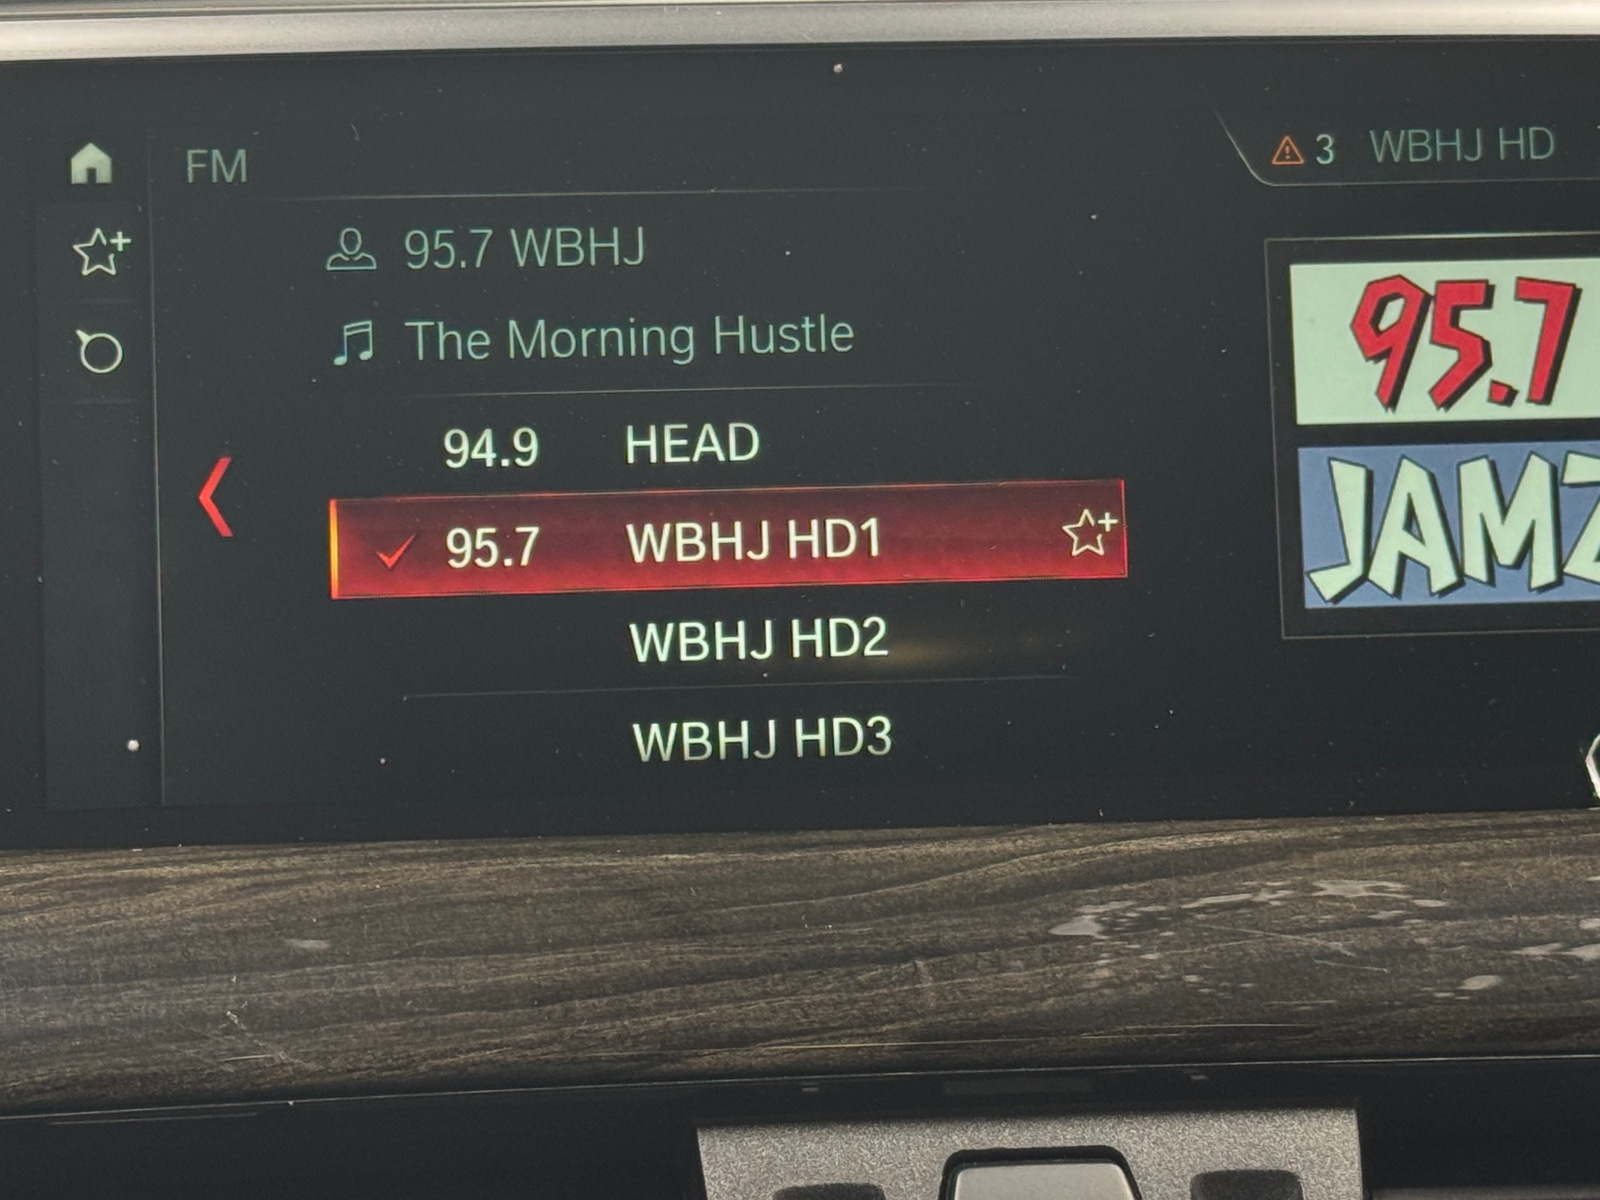 FM
3 WBHJ HD
95.7 WBHJ
The Morning Hustle
94.9 HEAD
95.7 WBHJ HD1
WBHJ HD2
WBHJ HD3
95.7
JAMZ